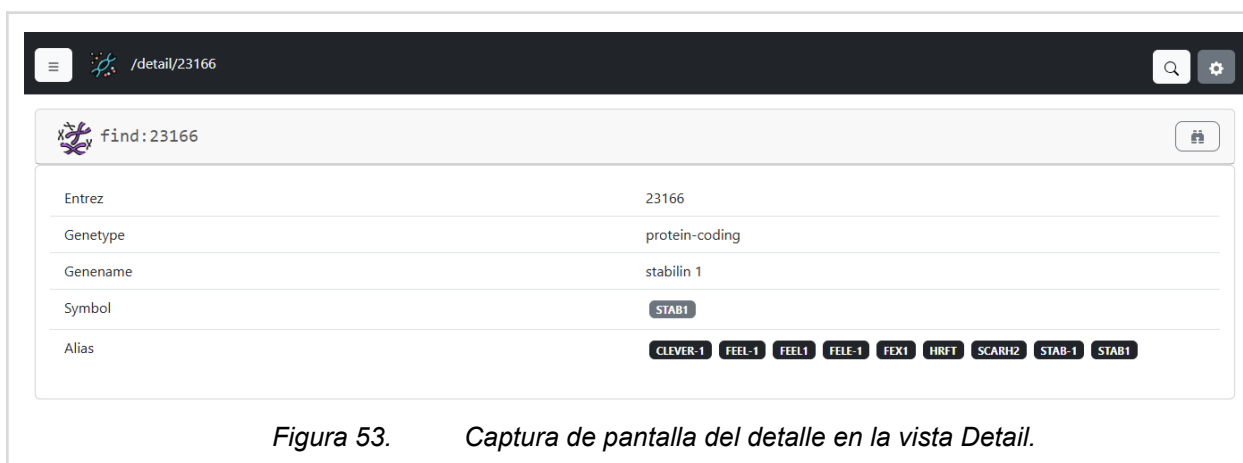 /detail/23166
find:23166
Entrez 23166
Genetype protein-coding
Genename stabilin 1
Symbol STAB1
Alias CLEVER-1 FEEL-1 FEEL1 FELE-1 FEX1 HRFT SCARH2 STAB-1 STAB1
Figura 53. Captura de pantalla del detalle en la vista Detail.